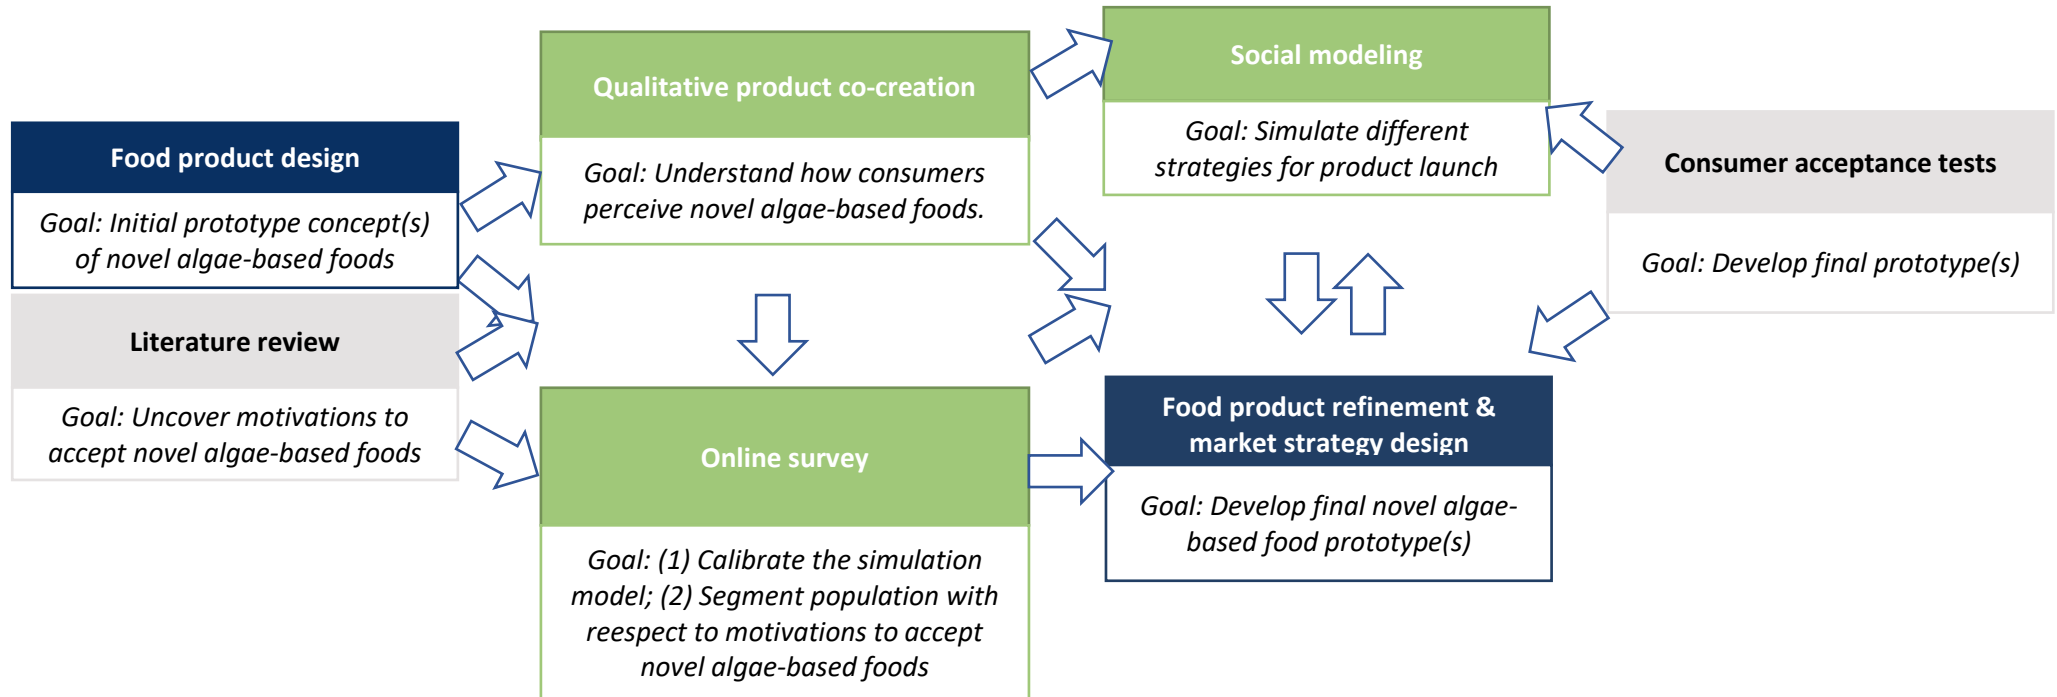 Food product design
Goal: Initial prototype concept(s)
of novel algae-based foods
Literature review
Goal: Uncover motivations to
accept novel algae-based foods
Qualitative product co-creation
Goal: Understand how consumers
perceive novel algae-based foods.
Online survey
Goal: (1) Calibrate the simulation
model; (2) Segment population with
reespect to motivations to accept
novel algae-based foods
Social modeling
Goal: Simulate different
strategies for product launch
Food product refinement &
market strategy design
Goal: Develop final novel algae-
based food prototype(s)
Consumer acceptance tests
Goal: Develop final prototype(s)